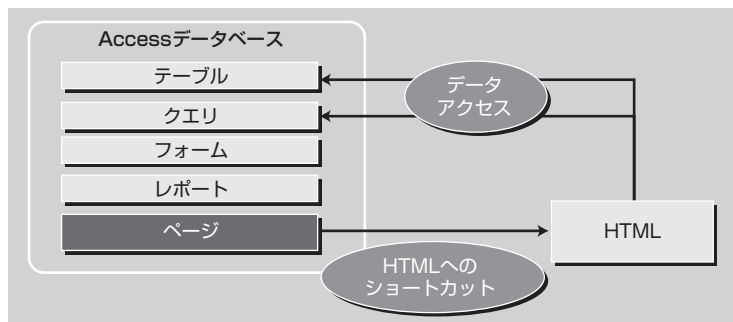 Accessデータベース
テーブル
クエリ
フォーム
レポート
ページ
データ
アクセス
HTML
HTMLへの
ショートカット